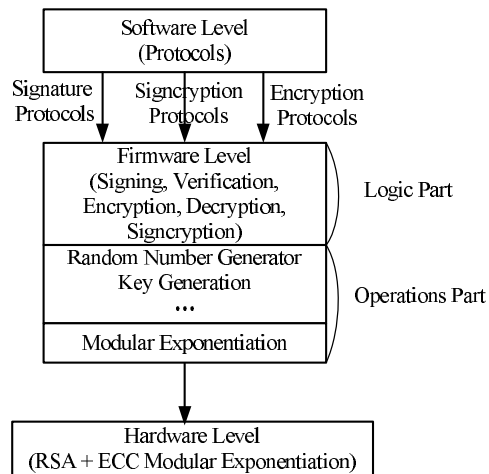 Software Level
(Protocols)
Signature
Protocols
Signcryption
Protocols
Encryption
Protocols
Firmware Level
(Signing, Verification,
Encryption, Decryption,
Signcryption)
Logic Part
Random Number Generator
Key Generation
...
Operations Part
Modular Exponentiation
Hardware Level
(RSA + ECC Modular Exponentiation)